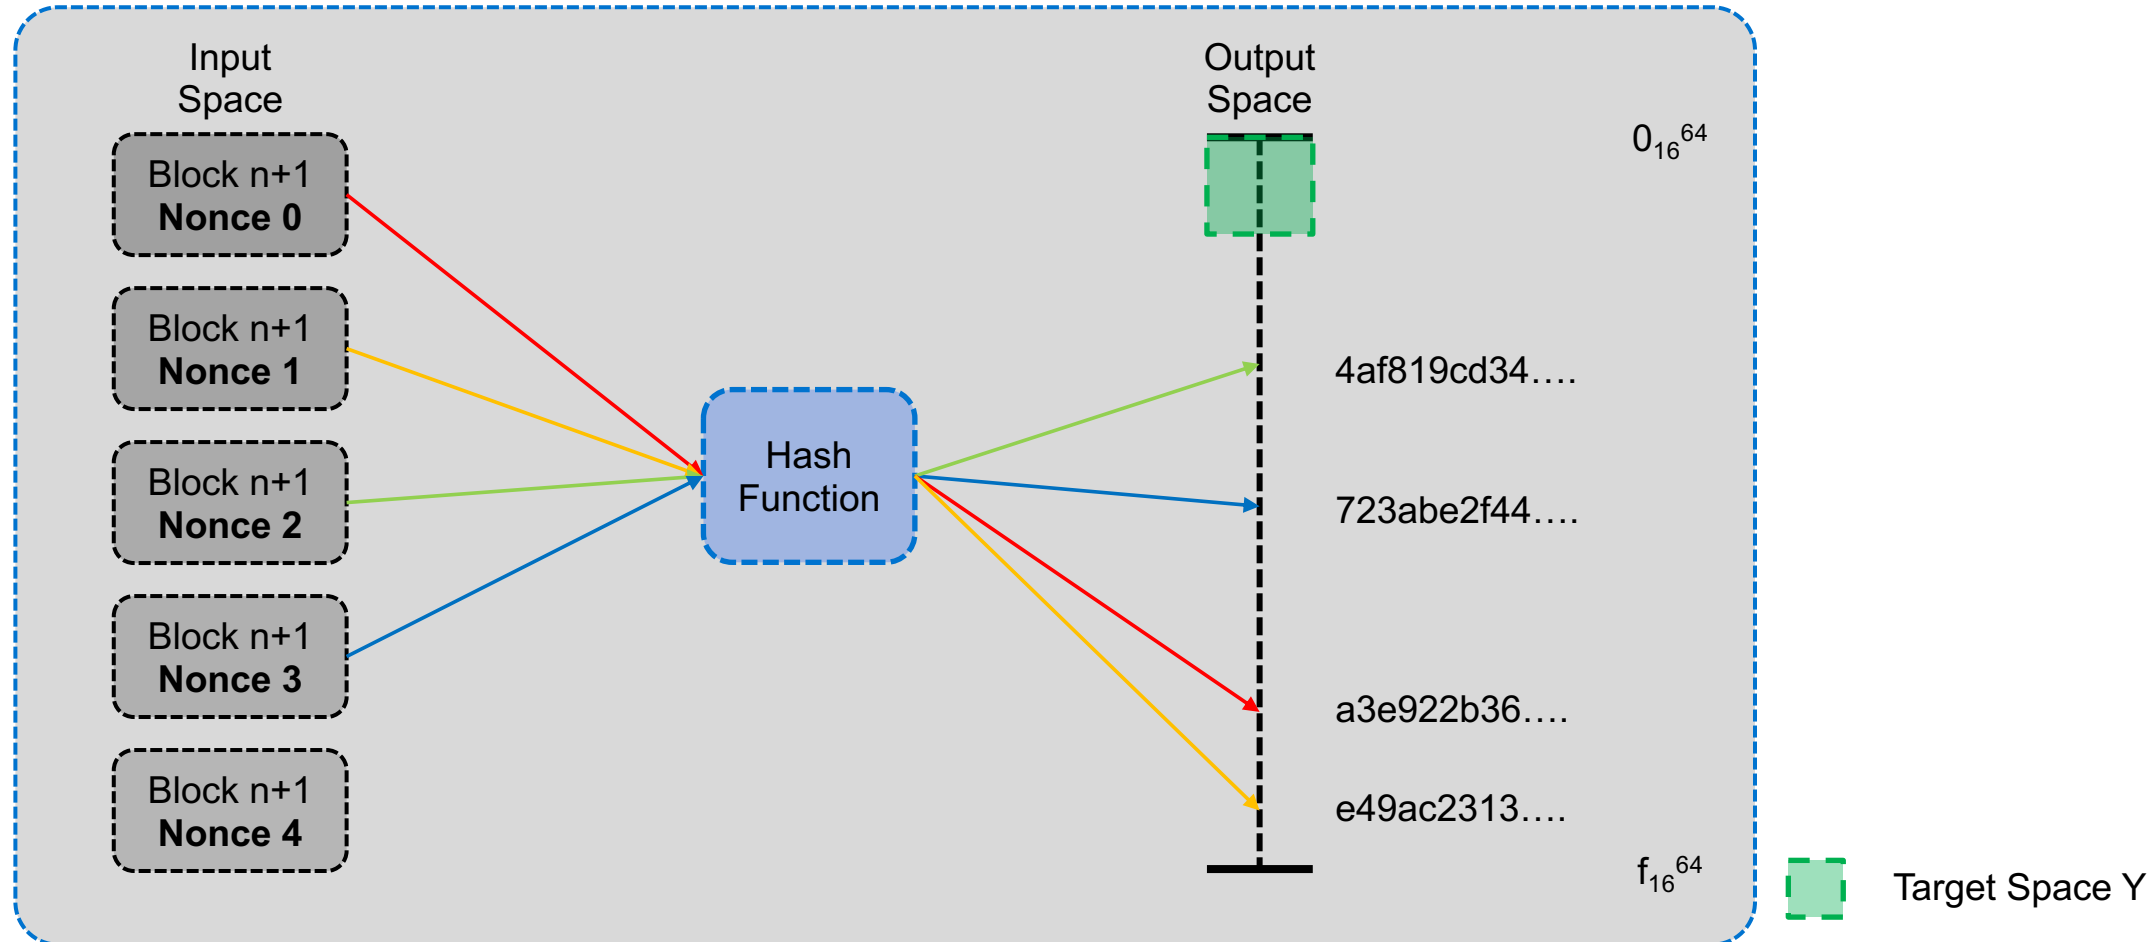 Input
Space
Block n+1
Nonce 0
Block n+1
Nonce 1
Block n+1
Nonce 2
Block n+1
Nonce 3
Block n+1
Nonce 4
Hash
Function
Output
Space
0₁₆⁶⁴
4af819cd34….
723abe2f44….
a3e922b36….
e49ac2313….
f₁₆⁶⁴
Target Space Y